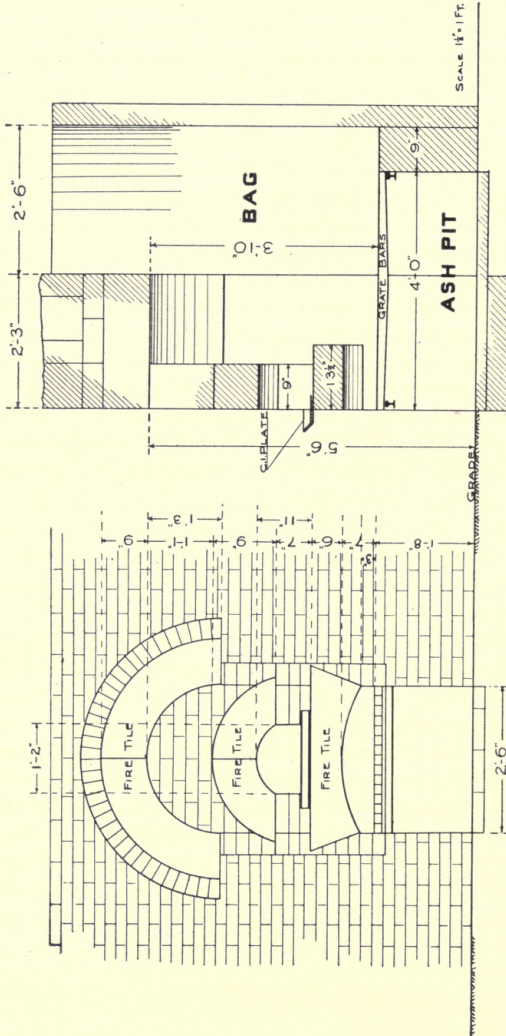 2'-3"
2'-6"
BAG
3'-10"
GRATE BARS
4'-0"
9"
ASH PIT
SCALE 1½"=1FT.
C.I.PLATE
9"
13½"
5'6"
GRADE
1'-2"
FIRE TILE
FIRE TILE
FIRE TILE
9"
1'-1"
1'3"
9"
7"
11"
6"
7"
3"
1'-8"
2'-6"